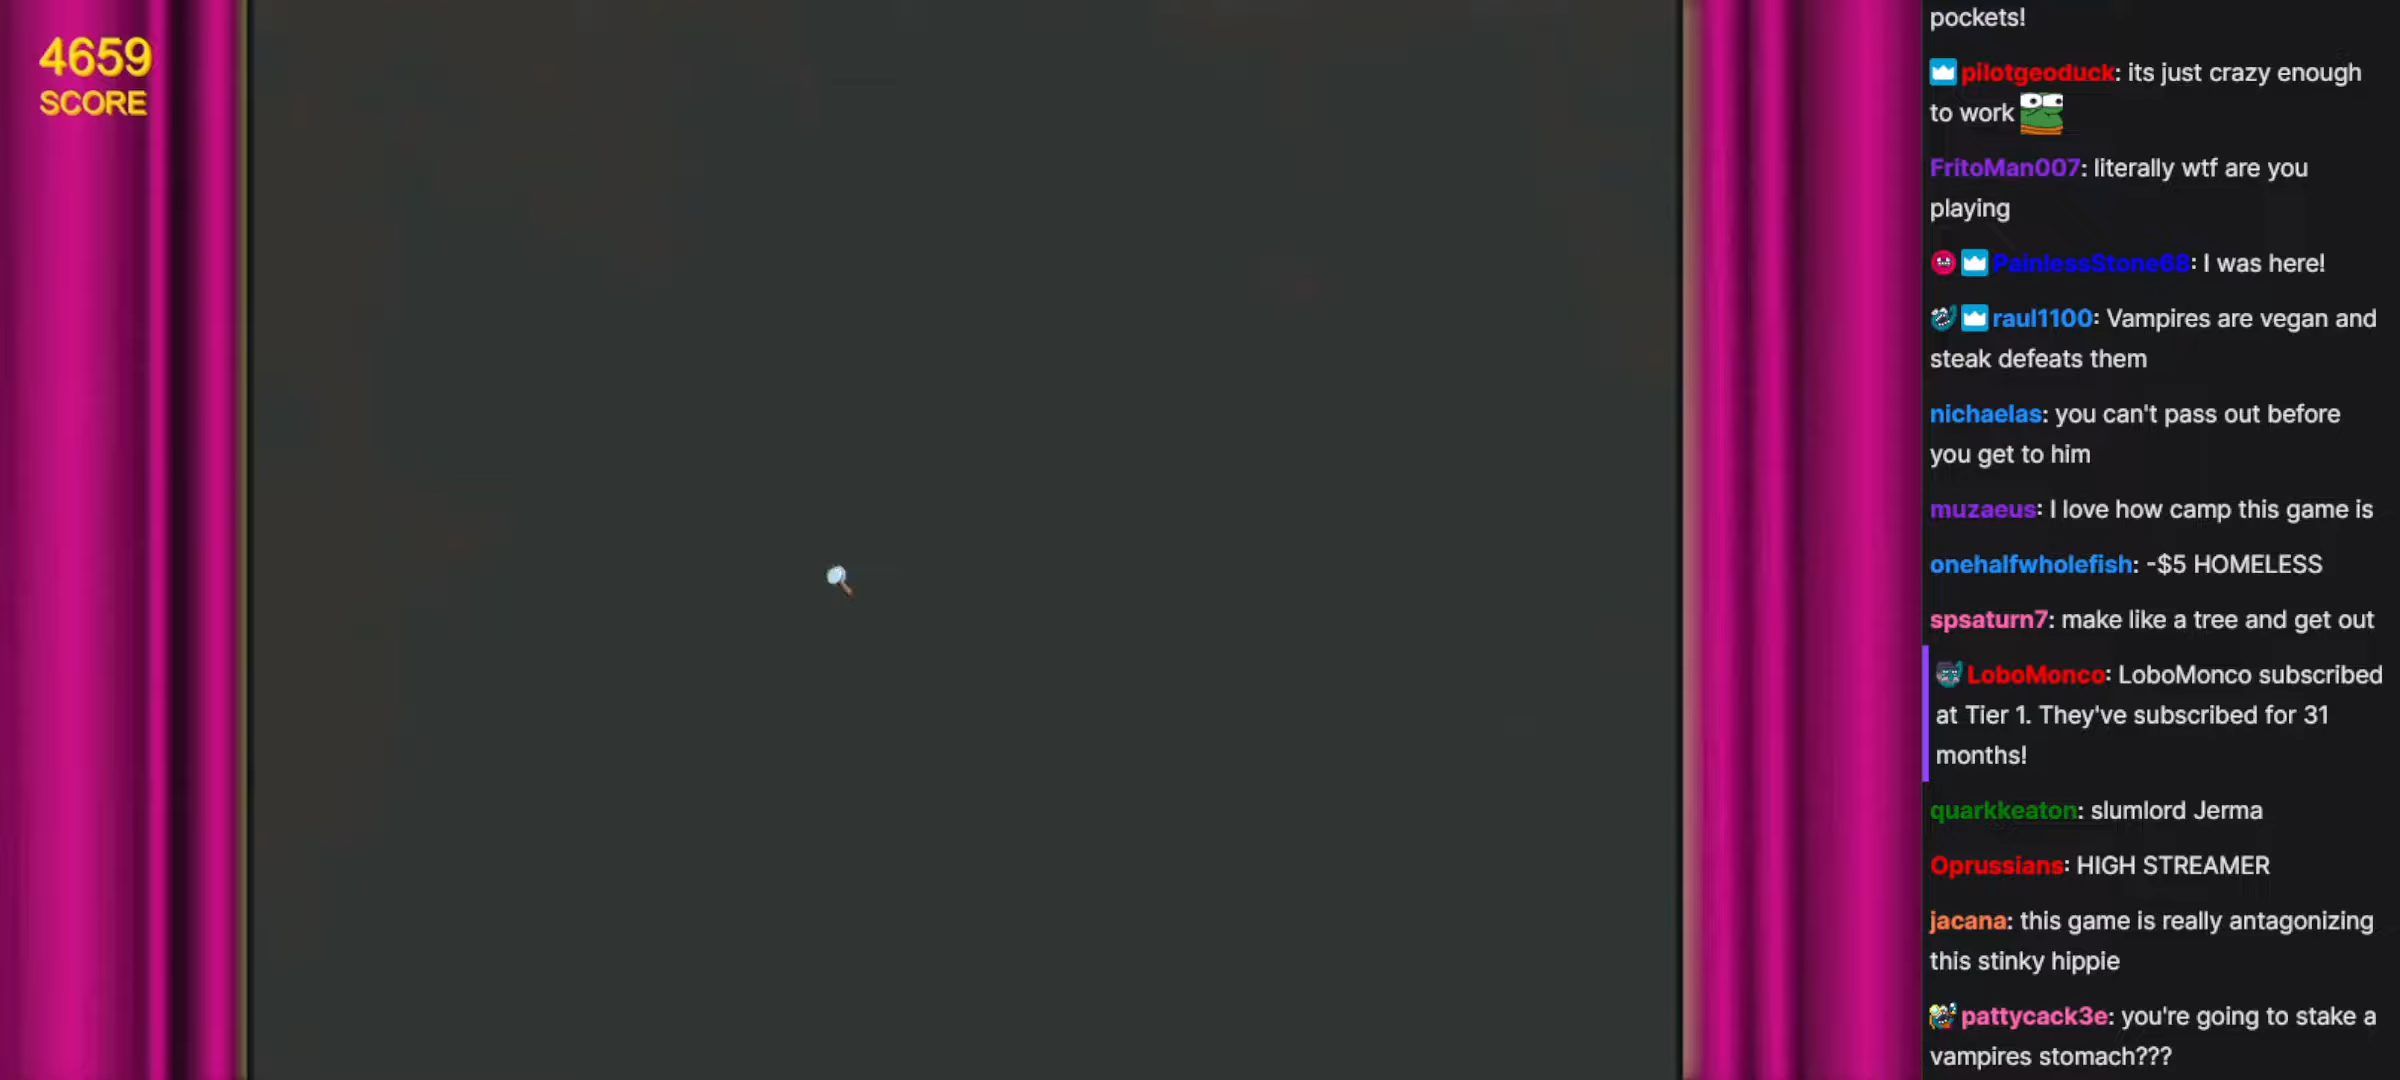 4659
SCORE
pockets!
pilotgeoduck: its just crazy enough
to work
FritoMan007: literally wtf are you
playing
PainlessStone68: I was here!
raul1100: Vampires are vegan and
steak defeats them
nichaelas: you can't pass out before
you get to him
muzaeus: I love how camp this game is
onehalfwholefish: -$5 HOMELESS
spsaturn7: make like a tree and get out
LoboMonco: LoboMonco subscribed
at Tier 1. They've subscribed for 31
months!
quarkkeaton: slumlord Jerma
Oprussians: HIGH STREAMER
jacana: this game is really antagonizing
this stinky hippie
pattycack3e: you're going to stake a
vampires stomach???